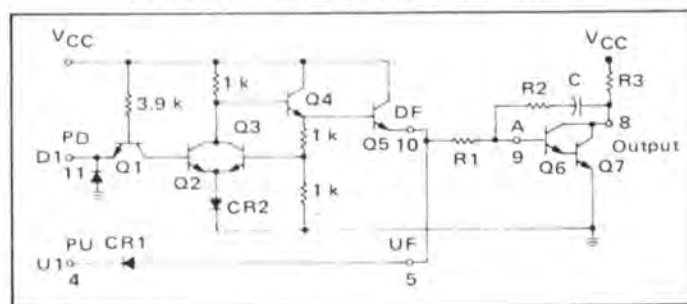 VCC
VCC
1 k
Q4
R2
C
R3
3.9 k
Q3
DF
A
8
PD
1 k
D1
11
Q1
Q2
Q5
10
R1
9
Output
Q6
Q7
1 k
CR2
PU
CR1
UF
U1
4
5